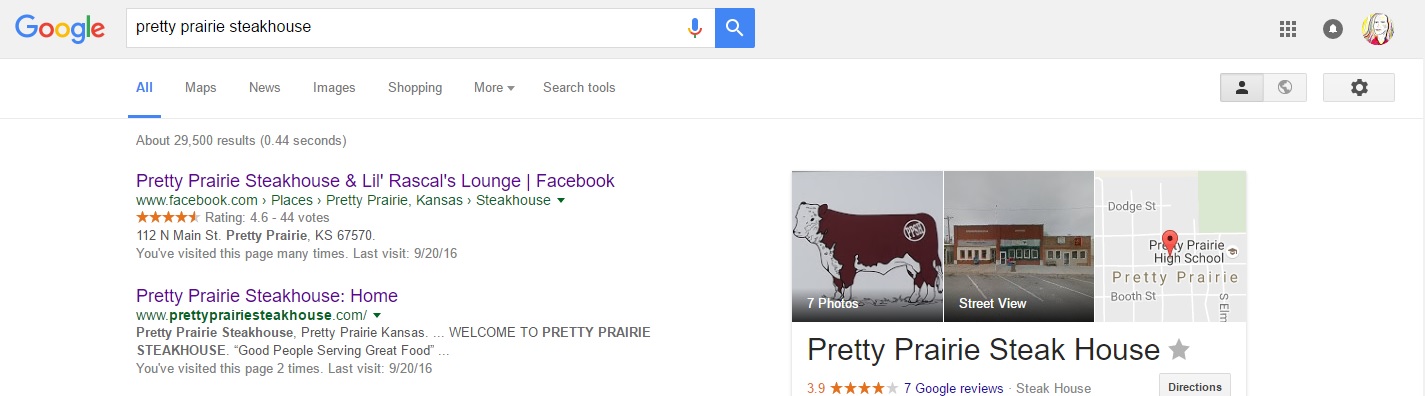 Google
pretty prairie steakhouse
All Maps News Images Shopping More Search tools
About 29,500 results (0.44 seconds)
Pretty Prairie Steakhouse & Lil' Rascal's Lounge | Facebook
www.facebook.com › Places › Pretty Prairie, Kansas › Steakhouse
Rating: 4.6 - 44 votes
112 N Main St. Pretty Prairie, KS 67570.
You've visited this page many times. Last visit: 9/20/16
Pretty Prairie Steakhouse: Home
www.prettyprairiesteakhouse.com/
Pretty Prairie Steakhouse, Pretty Prairie Kansas. ... WELCOME TO PRETTY PRAIRIE
STEAKHOUSE. “Good People Serving Great Food” ...
You've visited this page 2 times. Last visit: 9/20/16
PPSH
7 Photos
Street View
Dodge St
Pretty Prairie
High School
Pretty Prairie
Booth St
S Elm
Pretty Prairie Steak House
3.9 7 Google reviews · Steak House
Directions